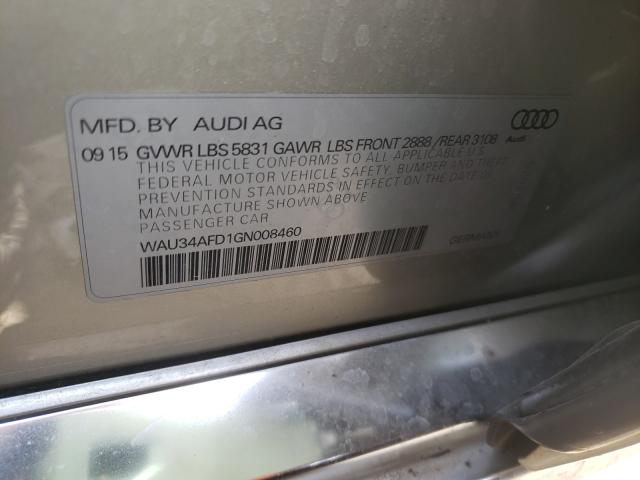 MFD. BY AUDI AG
09 15 GVWR LBS 5831 GAWR LBS FRONT 2888 /REAR 3108
Audi
THIS VEHICLE CONFORMS TO ALL APPLICABLE U.S.
FEDERAL MOTOR VEHICLE SAFETY, BUMPER AND THEFT
PREVENTION STANDARDS IN EFFECT ON THE DATE OF
MANUFACTURE SHOWN ABOVE
PASSENGER CAR
WAU34AFD1GN008460
GERMANY